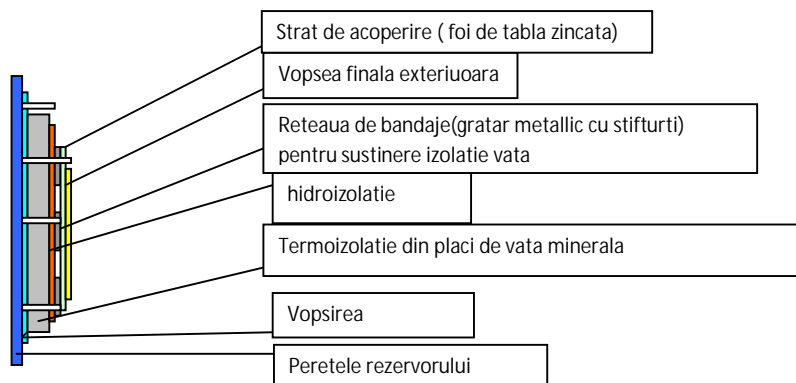 Strat de acoperire ( foi de tabla zincata)
Vopsea finala exteriuoara
Reteaua de bandaje(gratar metallic cu stifturti)
pentru sustinere izolatie vata
hidroizolatie
Termoizolatie din placi de vata minerala
Vopsirea
Peretele rezervorului